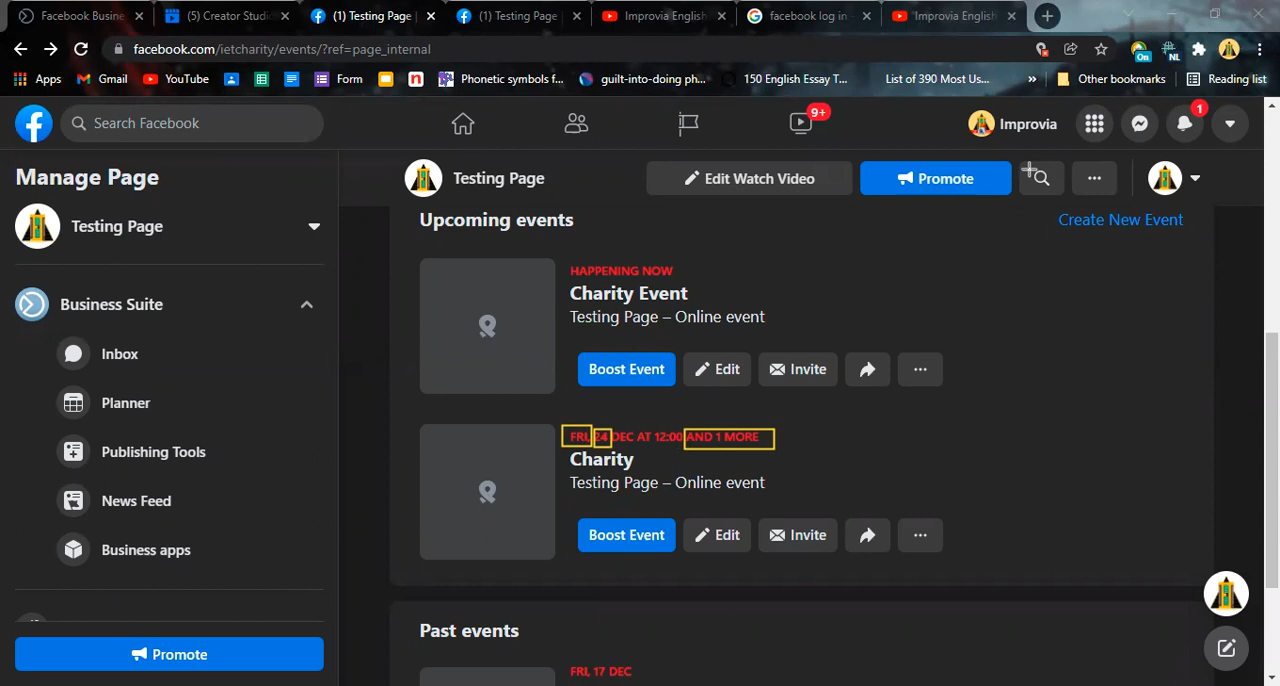 Facebook Busine
(5) Creator Studi
(1) Testing Page |
(1) Testing Page |
Improvia English
facebook log in -
"Improvia English
facebook.com/ietcharity/events/?ref=page_internal
On
NL
Apps
Gmail
YouTube
Form
Phonetic symbols f...
guilt-into-doing ph...
150 English Essay T...
List of 390 Most Us...
»
Other bookmarks
Reading list
Search Facebook
9+
Improvia
1
Manage Page
Testing Page
Edit Watch Video
Promote
Testing Page
Upcoming events
Create New Event
Business Suite
HAPPENING NOW
Charity Event
Testing Page – Online event
Inbox
Boost Event
Edit
Invite
Planner
FRI, 24 DEC AT 12:00 AND 1 MORE
Charity
Testing Page – Online event
Publishing Tools
News Feed
Boost Event
Edit
Invite
Business apps
Past events
Promote
FRI, 17 DEC